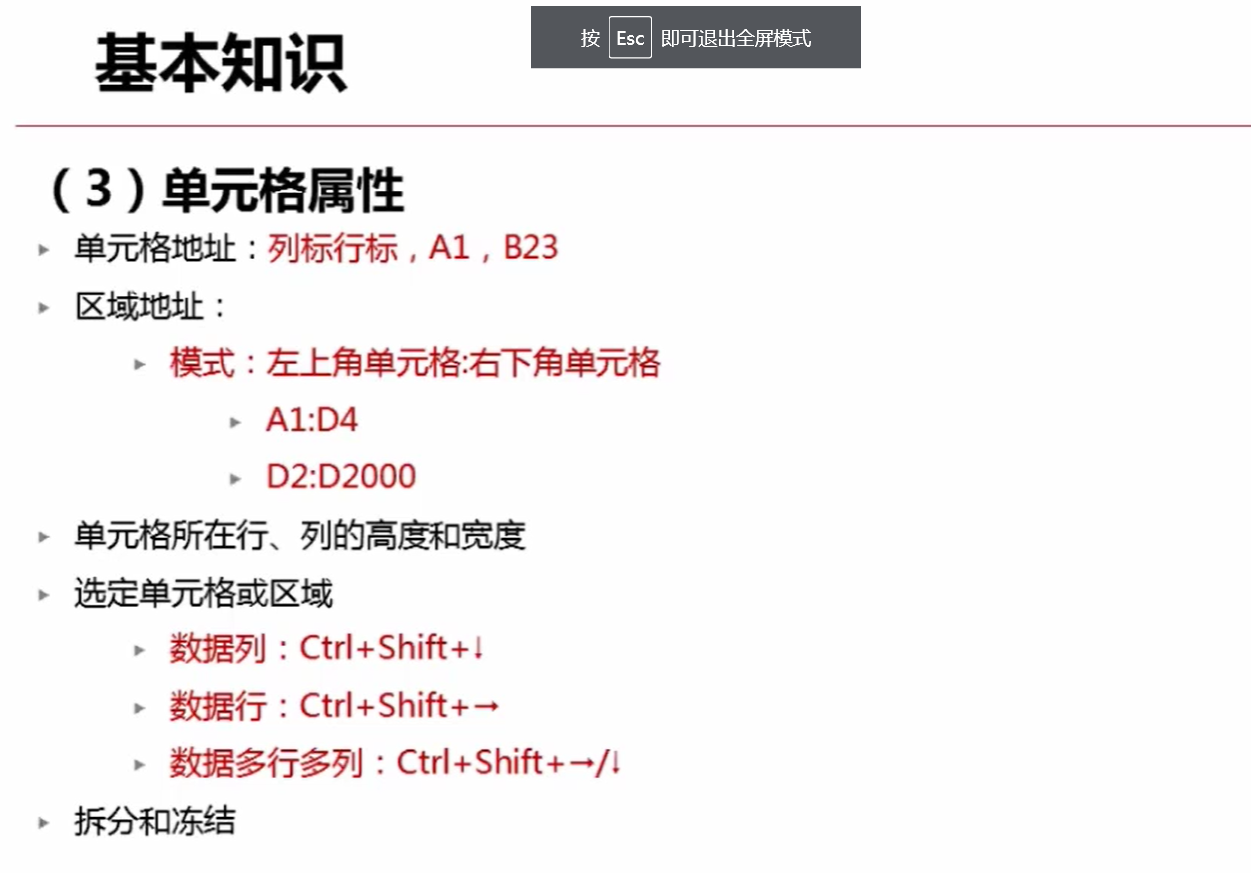 基本知识
按 Esc 即可退出全屏模式
（3）单元格属性
单元格地址：列标行标，A1，B23
区域地址：
模式：左上角单元格:右下角单元格
A1:D4
D2:D2000
单元格所在行、列的高度和宽度
选定单元格或区域
数据列：Ctrl+Shift+↓
数据行：Ctrl+Shift+→
数据多行多列：Ctrl+Shift+→/↓
拆分和冻结